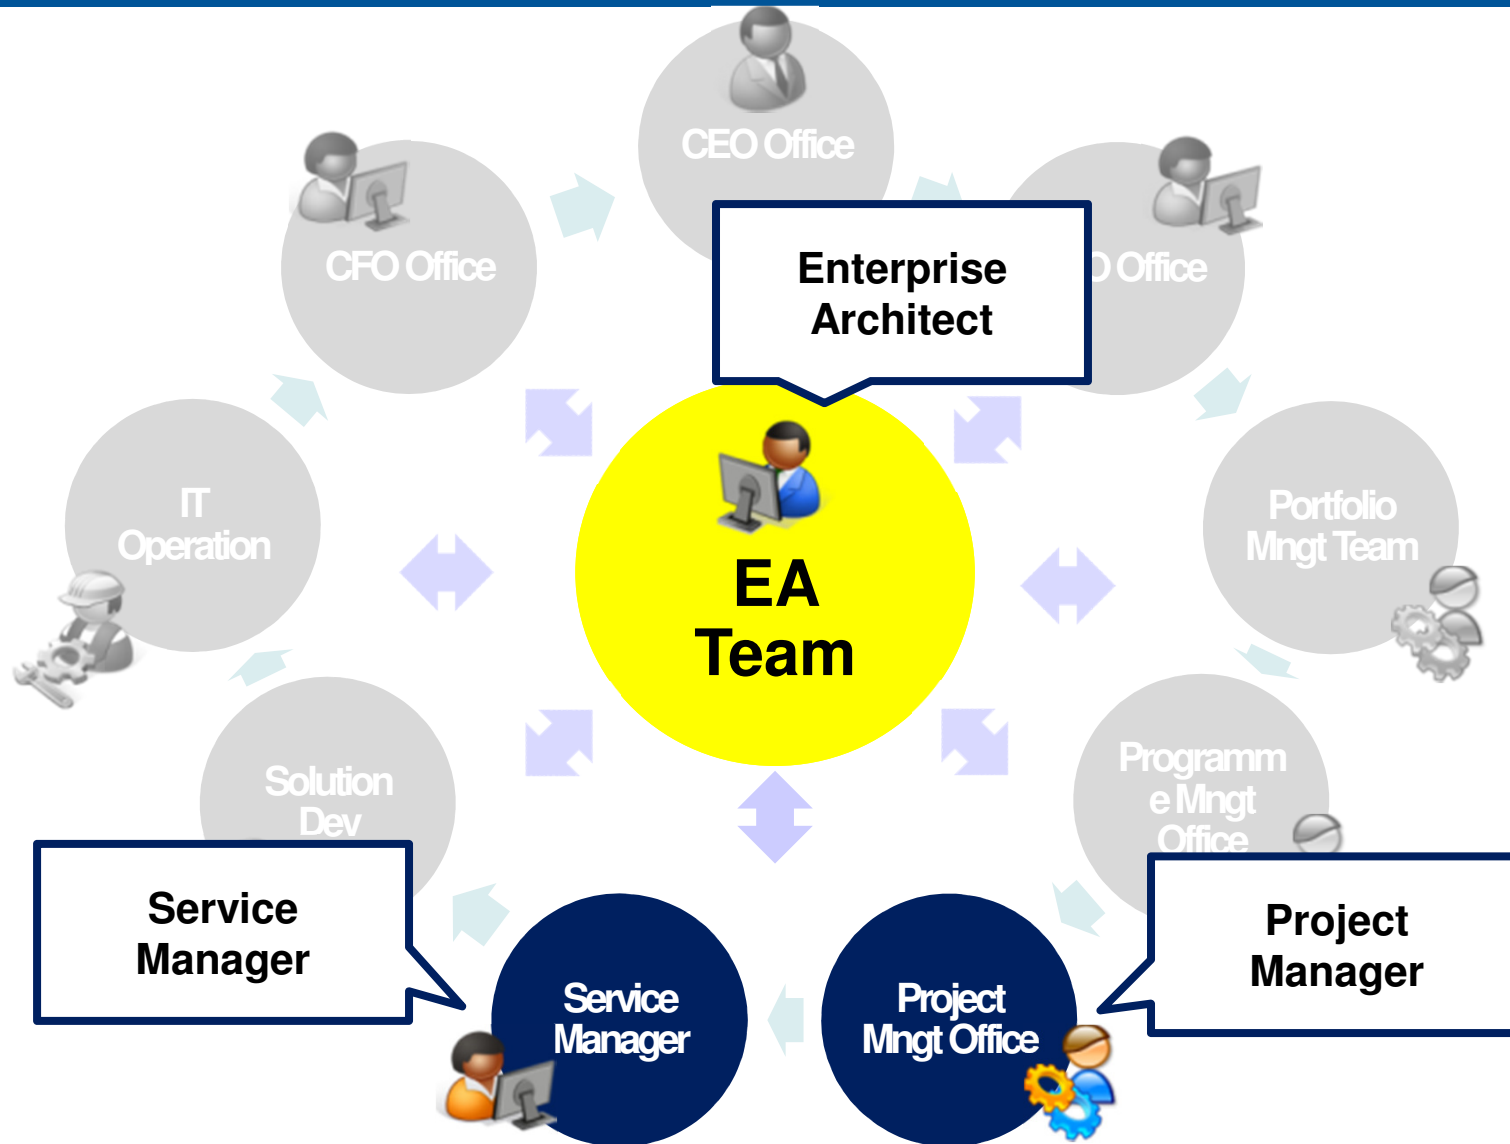 CEO Office
CFO Office
Enterprise
Architect
O Office
IT
Operation
Portfolio
Mngt Team
EA
Team
Solution
Dev
Programm
e Mngt
Office
Service
Manager
Project
Manager
Service
Manager
Project
Mngt Office